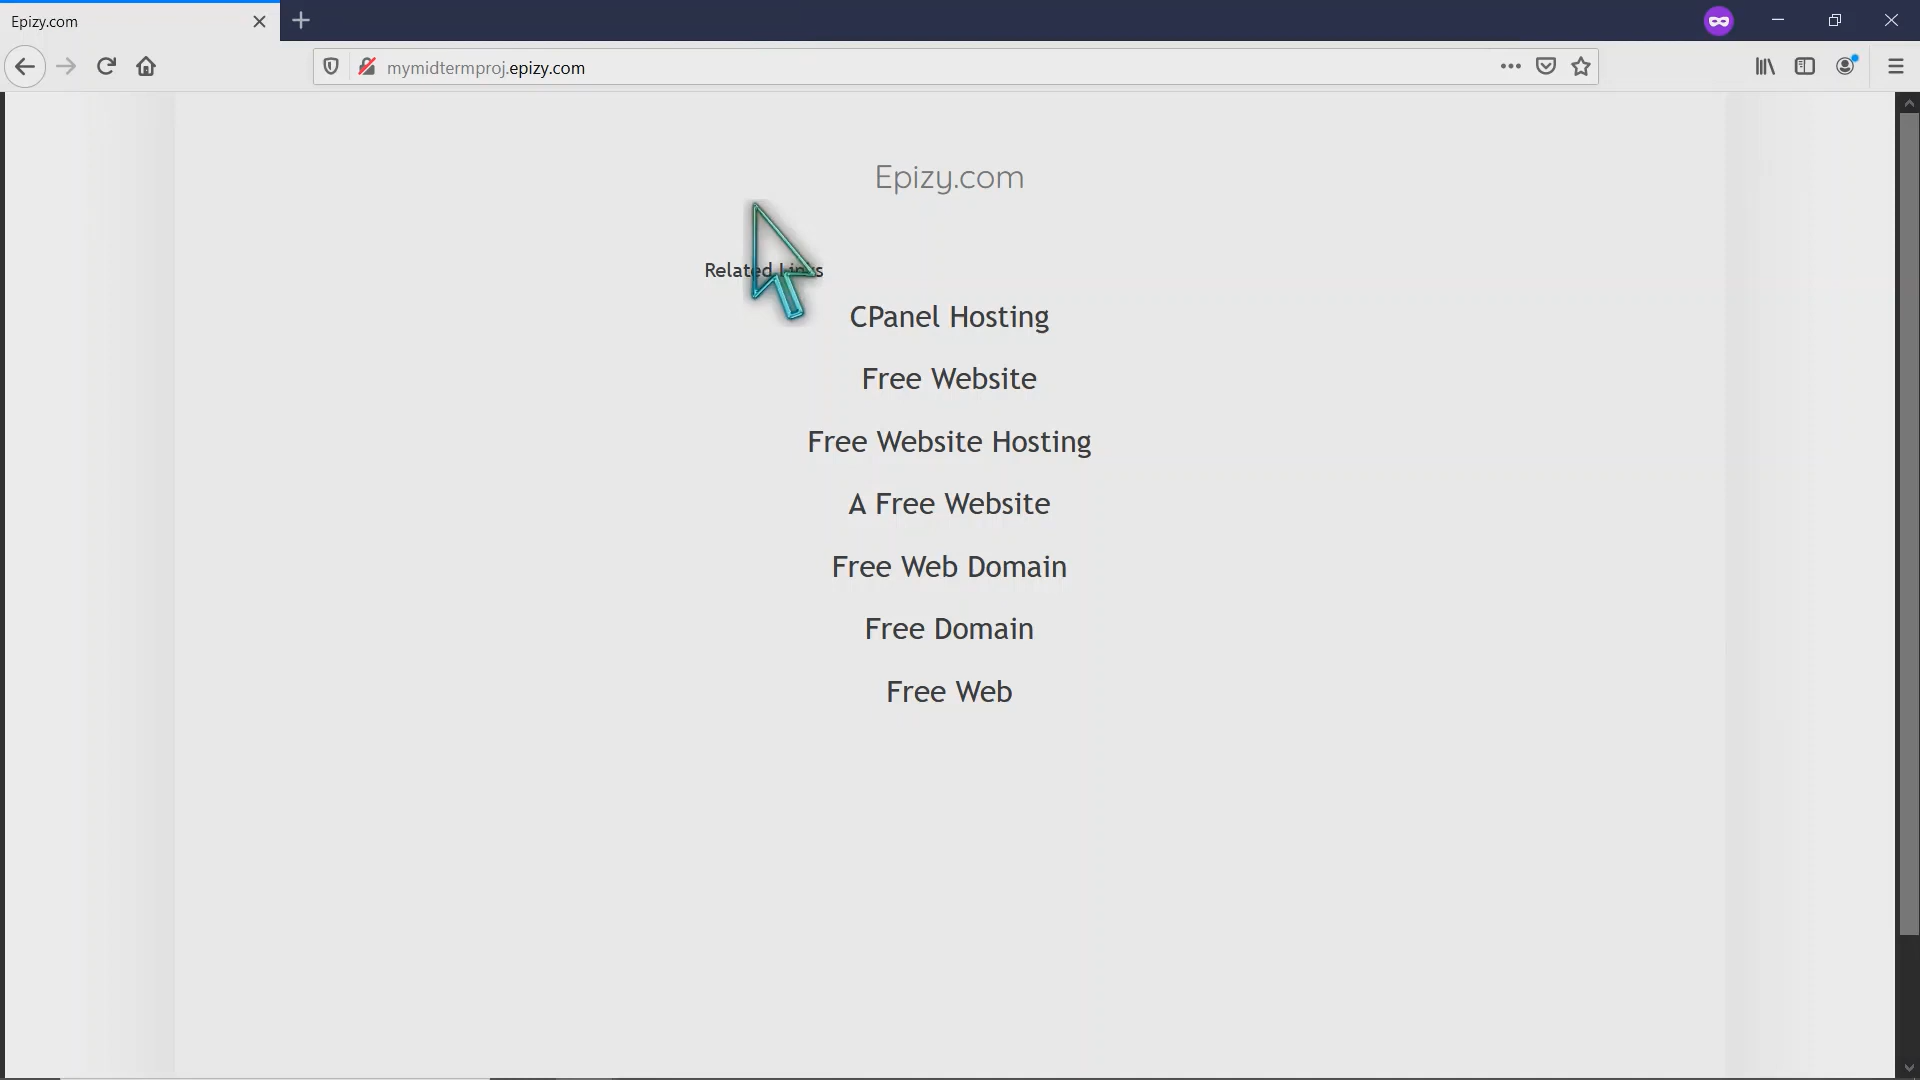 Epizy.com
mymidtermproj.epizy.com
Epizy.com
Related Links
CPanel Hosting
Free Website
Free Website Hosting
A Free Website
Free Web Domain
Free Domain
Free Web